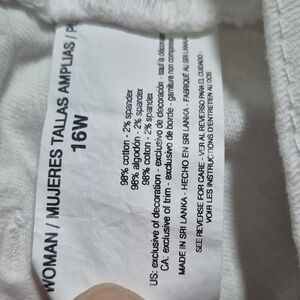 WOMAN / MUJERES TALLAS AMPLIAS / P
16W
98% cotton - 2% spandex
98% algodón - 2% spandex
98% coton - 2% spandex
US: exclusive of decoration - exclusivo de decoración - sauf la décoration
CA: exclusive of trim - exclusivo de borde - garniture non comprise
MADE IN SRI LANKA - HECHO EN SRI LANKA - FABRIQUÉ AU SRI LANKA
SEE REVERSE FOR CARE - VER AL REVERSO PARA EL CUIDADO -
VOIR LES INSTRUCTIONS D'ENTRETIEN AU DOS